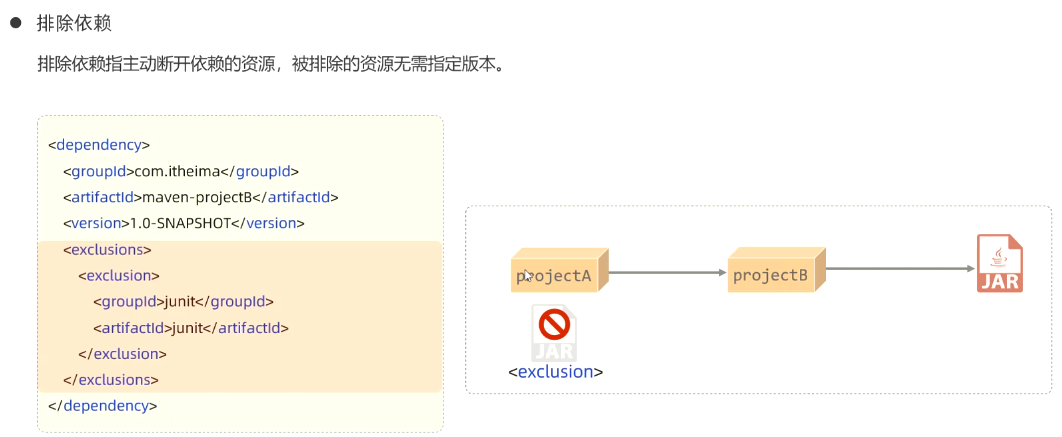 排除依赖
排除依赖指主动断开依赖的资源，被排除的资源无需指定版本。
<dependency>
<groupId>com.itheima</groupId>
<artifactId>maven-projectB</artifactId>
<version>1.0-SNAPSHOT</version>
<exclusions>
<exclusion>
<groupId>junit</groupId>
<artifactId>junit</artifactId>
</exclusion>
</exclusions>
</dependency>
projectA
projectB
JAR
JAR
<exclusion>